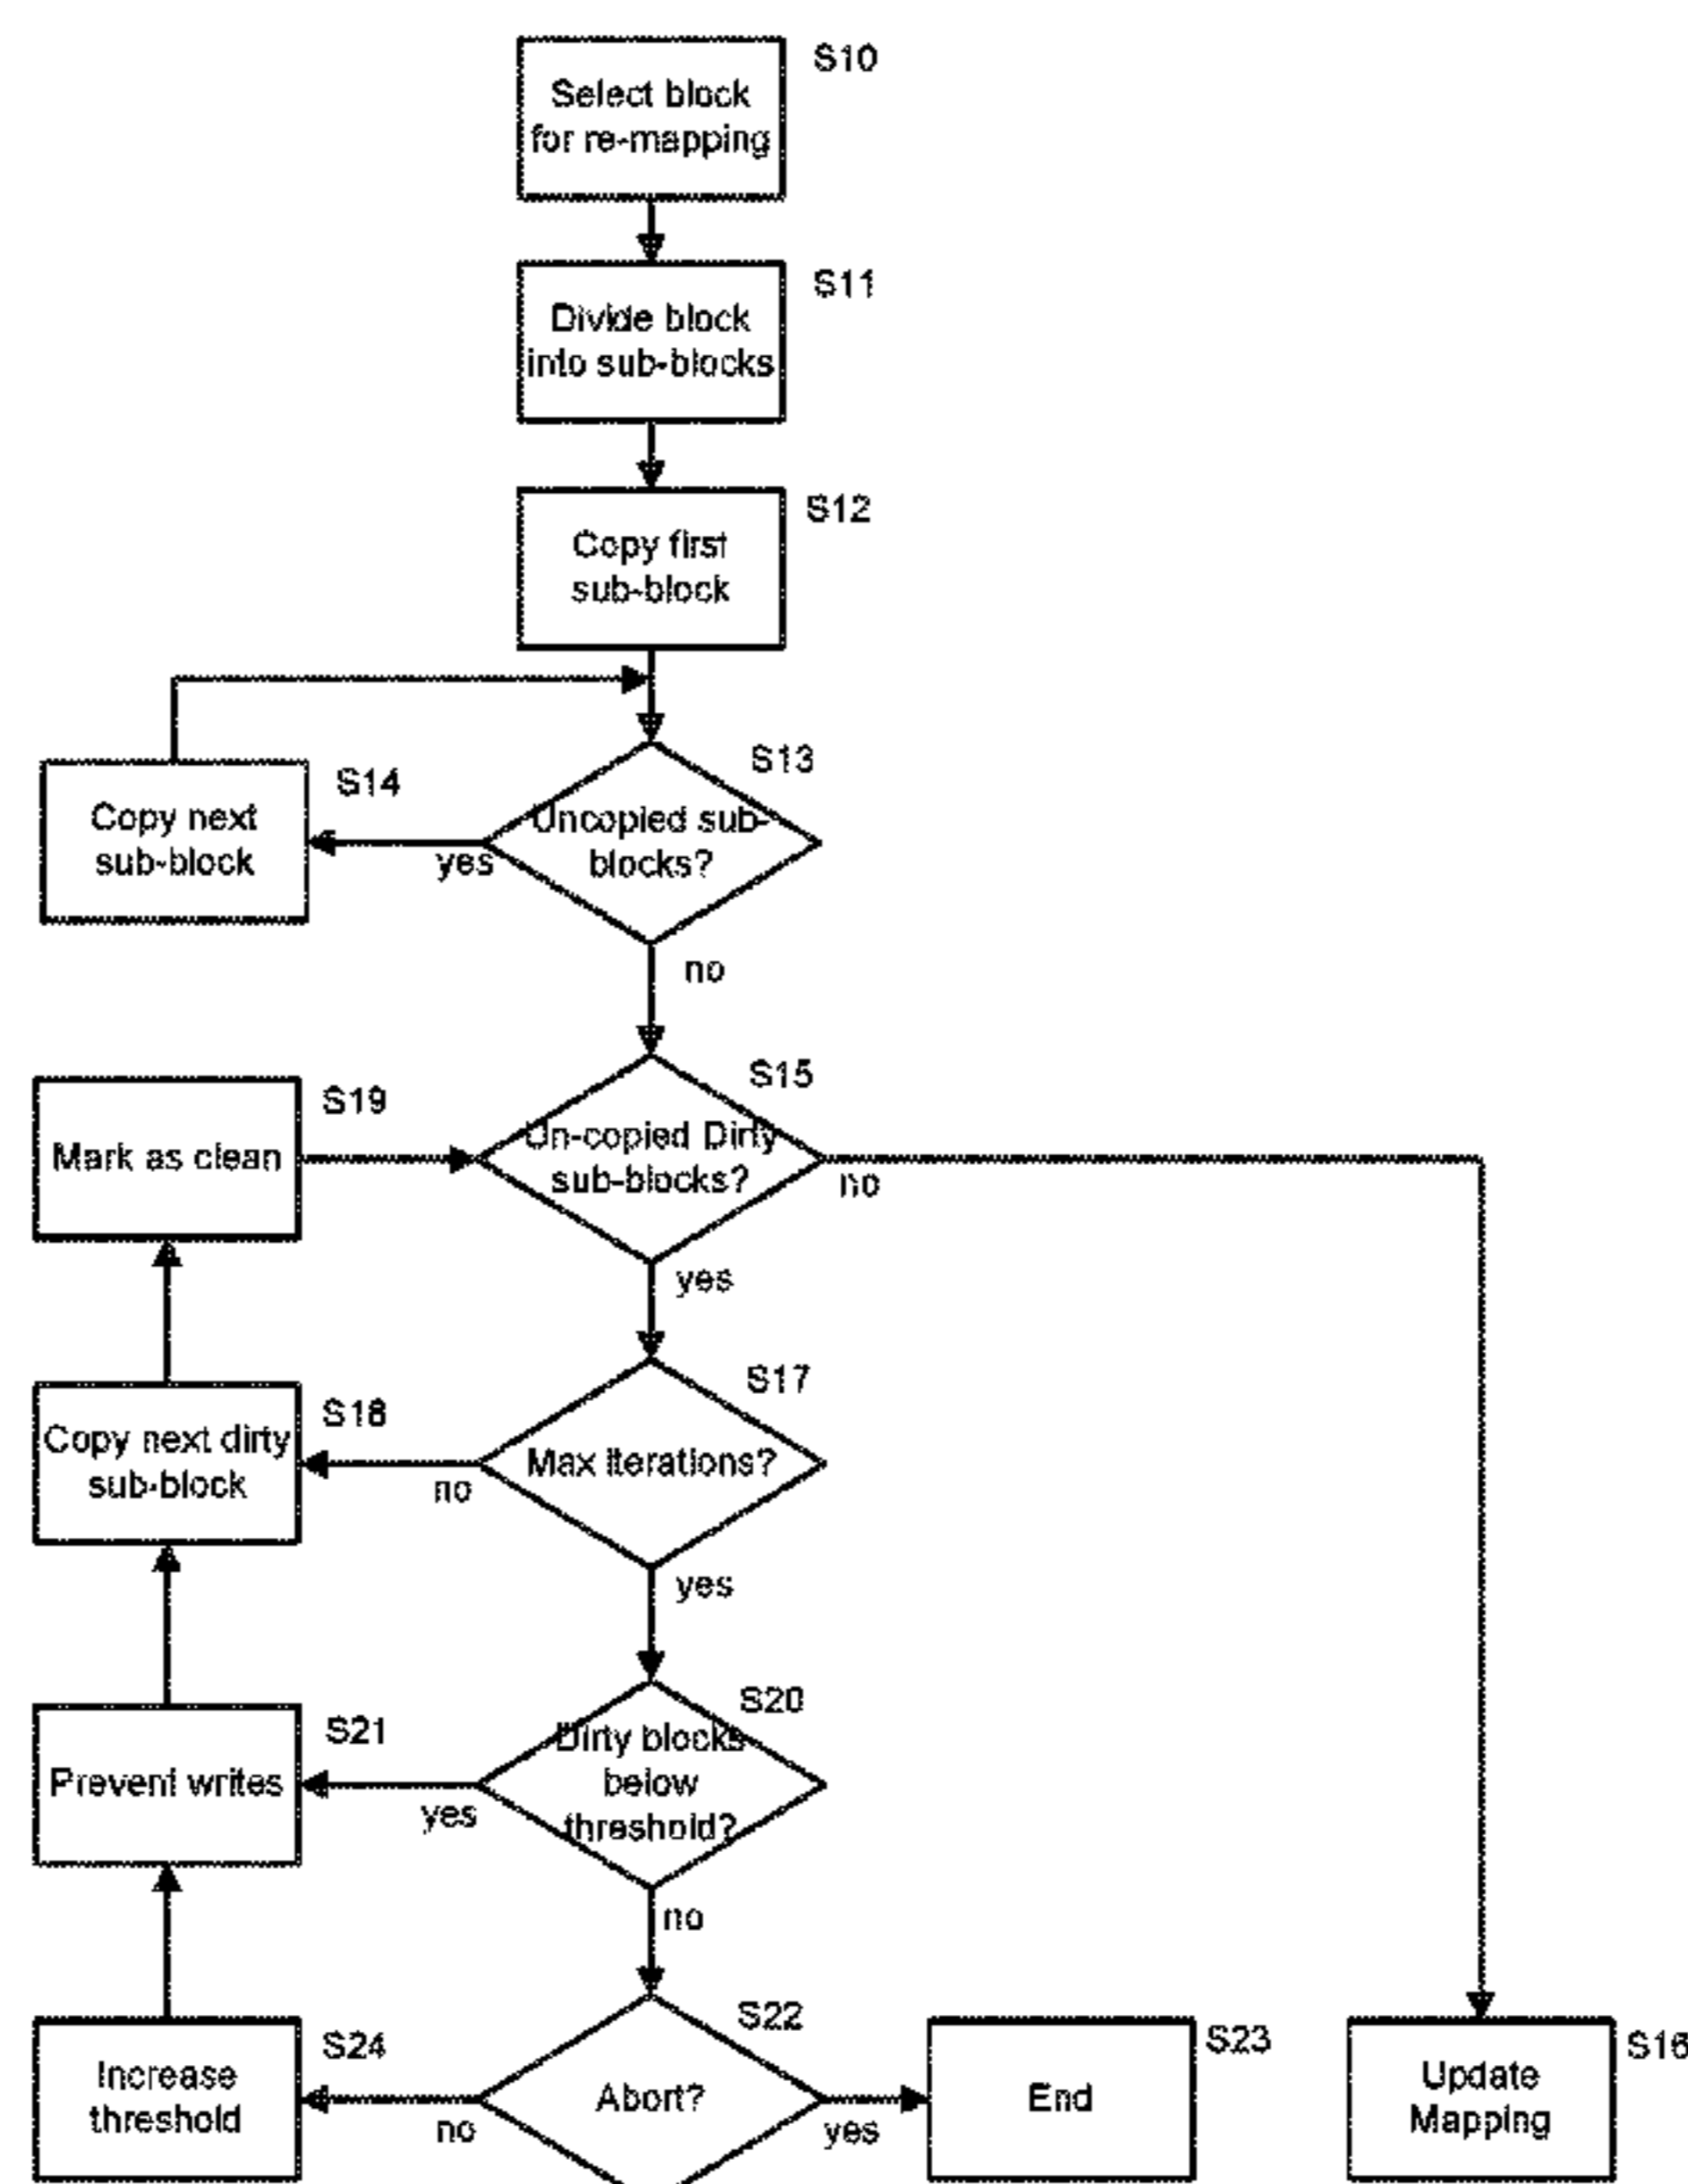 S10
Select block
for re-mapping
S11
Divide block
into sub-blocks
S12
Copy first
sub-block
S13
Uncopied sub-
blocks?
yes
no
S14
Copy next
sub-block
S15
Un-copied Dirty
sub-blocks?
no
yes
S19
Mark as clean
S17
Max iterations?
no
yes
S18
Copy next dirty
sub-block
S20
Dirty blocks
below
threshold?
yes
no
S21
Prevent writes
S22
Abort?
no
yes
S24
Increase
threshold
S23
End
S16
Update
Mapping